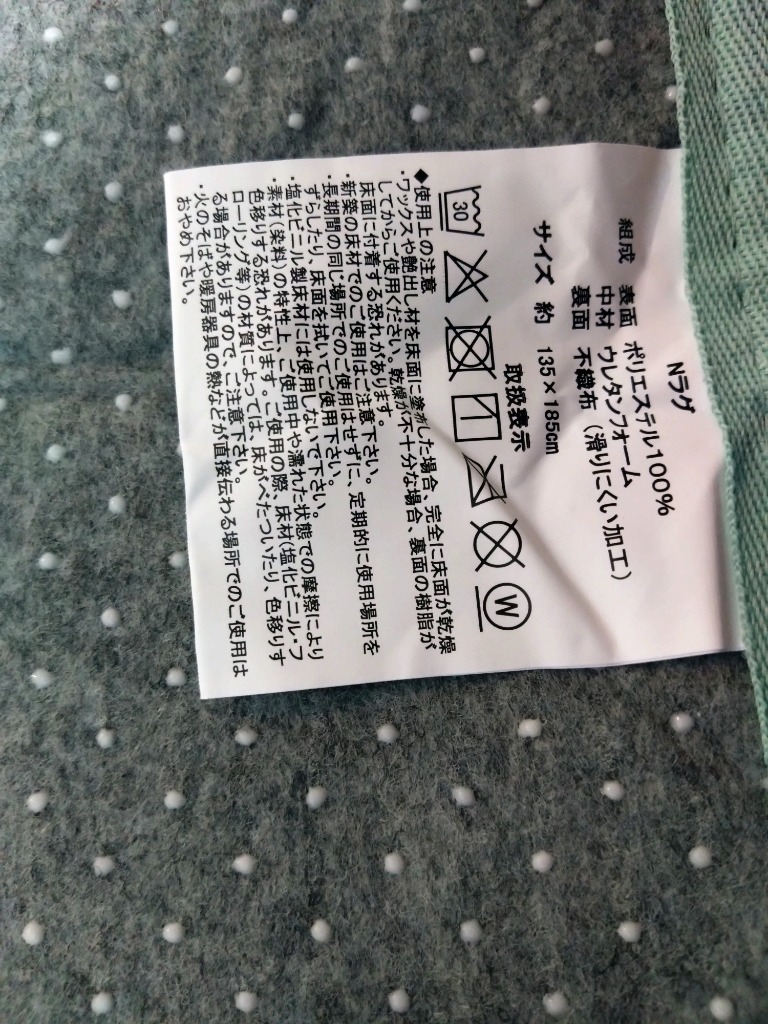 Nラグ
組成 表面 ポリエステル100%
中材 ウレタンフォーム
裏面 不織布 (滑りにくい加工)
サイズ 約 135×185cm
取扱表示
30 W
◆使用上の注意
・ワックスや艶出し材を床面に塗布した場合、完全に床面が乾燥
してからご使用ください。乾燥が不十分な場合、裏面の樹脂が
床面に付着する恐れがあります。
・新築の床材でのご使用はご注意下さい。
・長期間の同じ場所でのご使用はせずに、定期的に使用場所を
ずらしたり、床面を拭いてご使用下さい。
・塩化ビニル製床材には使用しないで下さい。
・素材(染料)の特性上、ご使用中や濡れた状態での摩擦により
色移りする恐れがあります。ご使用の際、床材(塩化ビニル・フ
ローリング等)の材質によっては、床がべたついたり、色移りす
る場合がありますので、ご注意下さい。
・火のそばや暖房器具の熱などが直接伝わる場所でのご使用は
おやめ下さい。